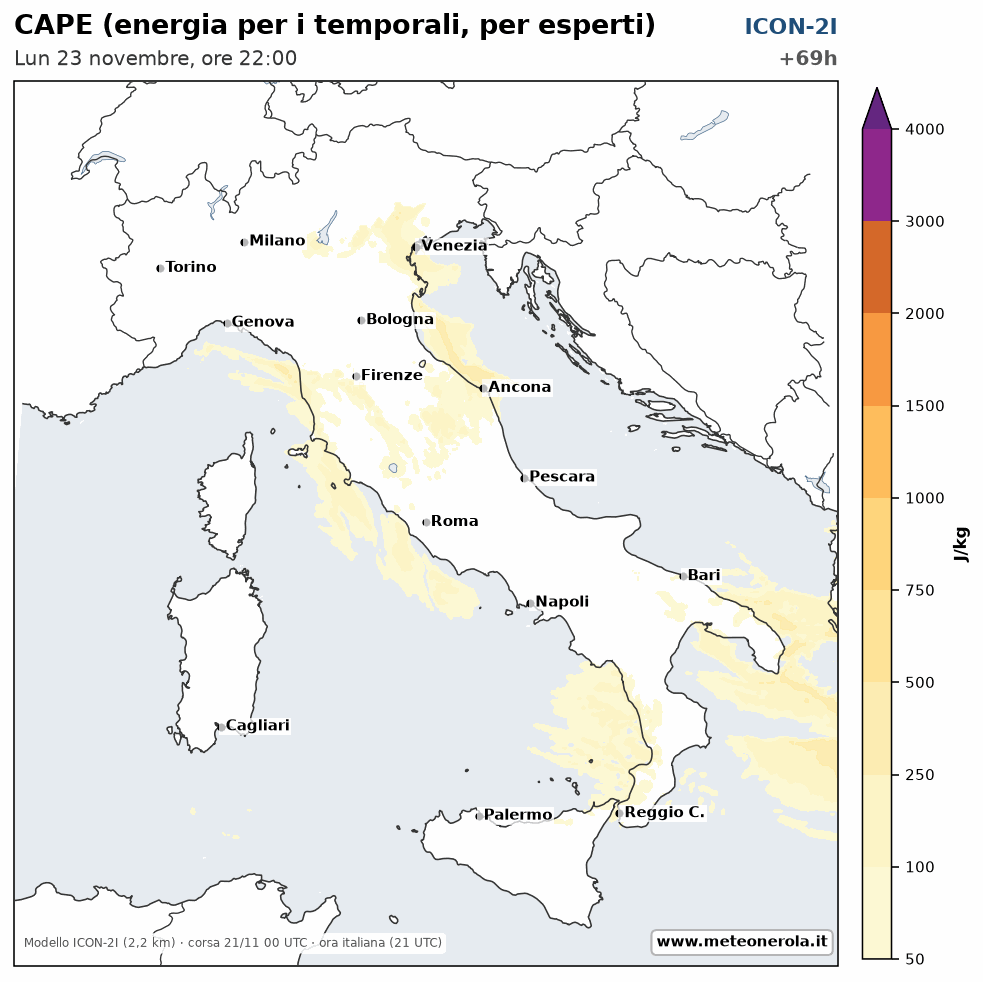 CAPE (energia per i temporali, per esperti)
ICON-2I
Lun 23 novembre, ore 22:00
+69h
4000
3000
2000
1500
1000
750
500
250
100
50
J/kg
Milano
Venezia
Torino
Genova
Bologna
Firenze
Ancona
Pescara
Roma
Bari
Napoli
Cagliari
Palermo
Reggio C.
Modello ICON-2I (2,2 km) · corsa 21/11 00 UTC · ora italiana (21 UTC)
www.meteonerola.it